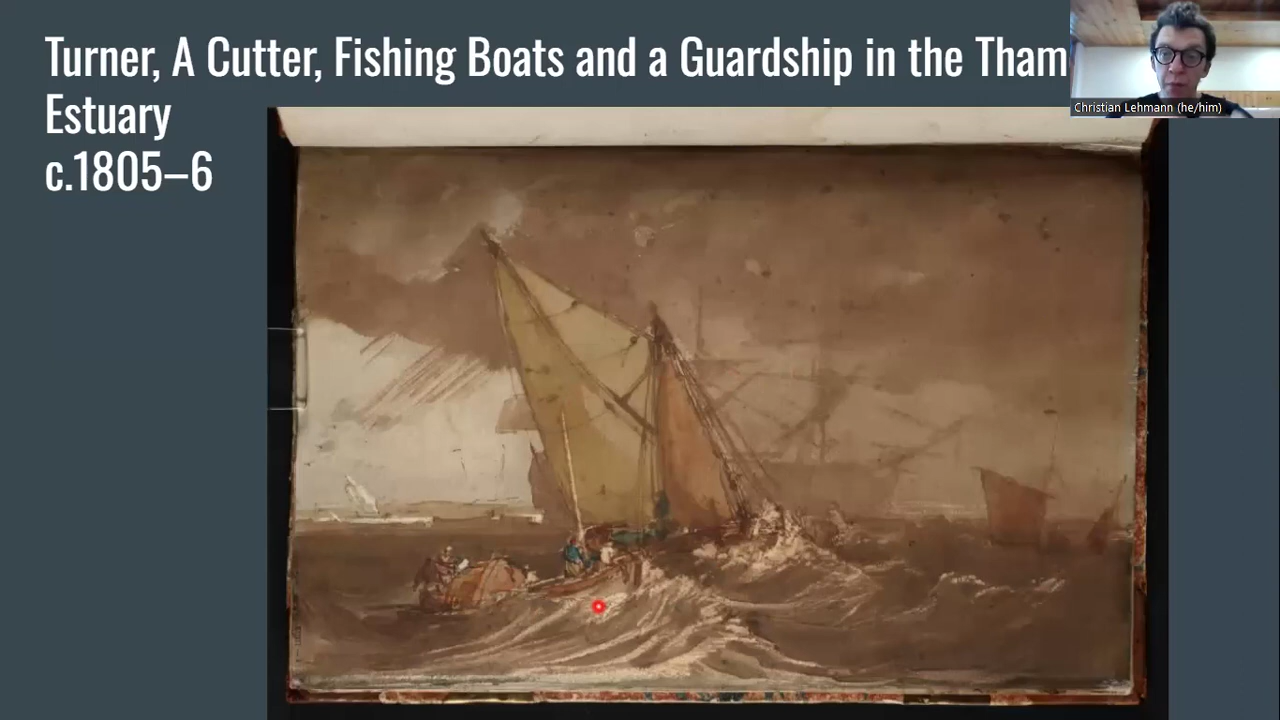 Turner, A Cutter, Fishing Boats and a Guardship in the Tham
Estuary
c.1805–6
Christian Lehmann (he/him)